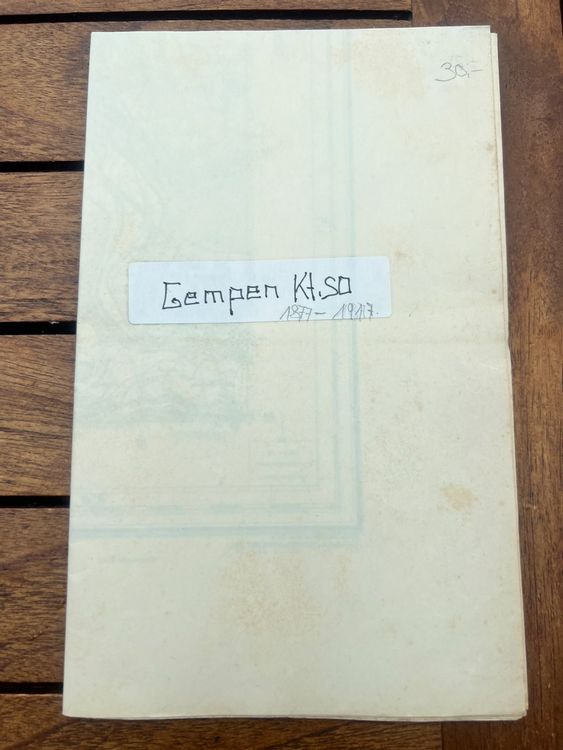 30.-
Gempen Kt.SO
1877 - 1917.